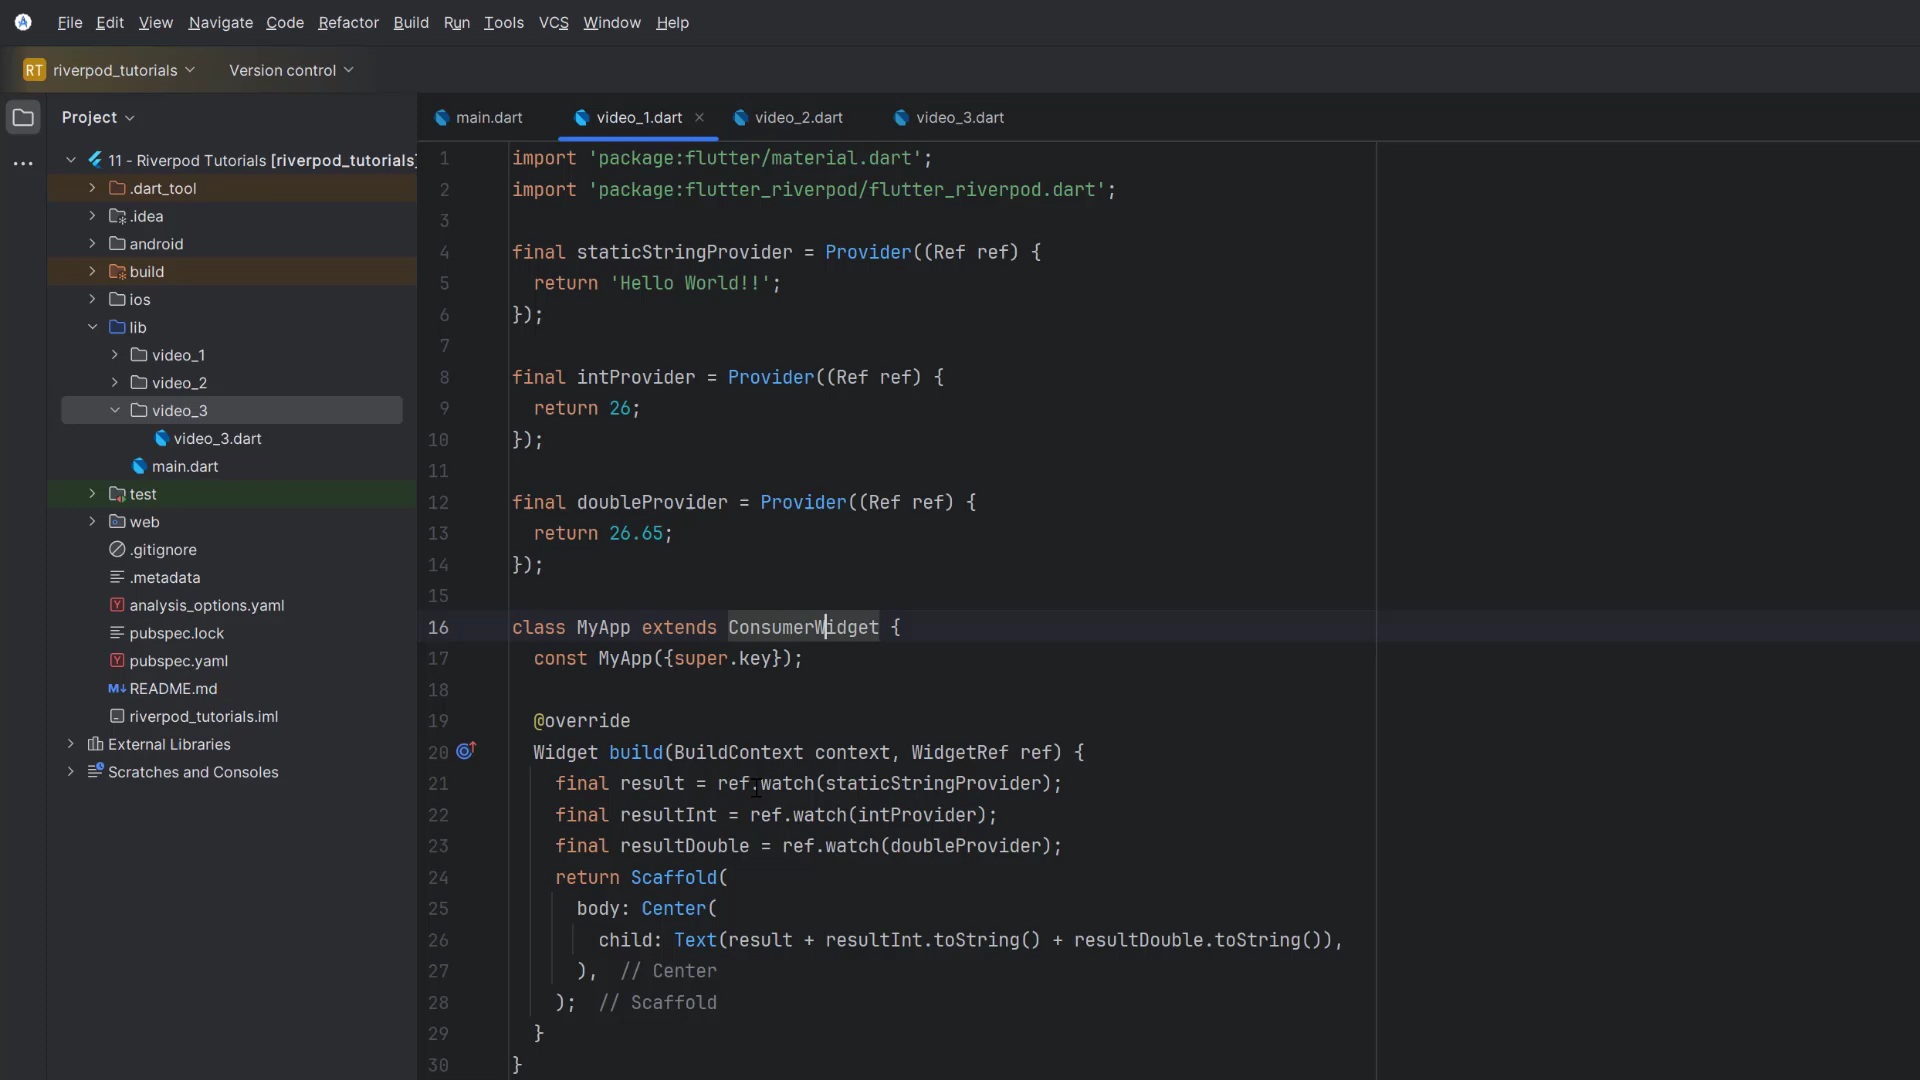 File Edit View Navigate Code Refactor Build Run Tools VCS Window Help
RT riverpod_tutorials Version control
Project
11 - Riverpod Tutorials [riverpod_tutorials]
.dart_tool
.idea
android
build
ios
lib
video_1
video_2
video_3
video_3.dart
main.dart
test
web
.gitignore
.metadata
analysis_options.yaml
pubspec.lock
pubspec.yaml
README.md
riverpod_tutorials.iml
External Libraries
Scratches and Consoles
main.dart video_1.dart video_2.dart video_3.dart
1 import 'package:flutter/material.dart';
2 import 'package:flutter_riverpod/flutter_riverpod.dart';
3
4 final staticStringProvider = Provider((Ref ref) {
5 return 'Hello World!!';
6 });
7
8 final intProvider = Provider((Ref ref) {
9 return 26;
10 });
11
12 final doubleProvider = Provider((Ref ref) {
13 return 26.65;
14 });
15
16 class MyApp extends ConsumerWidget {
17 const MyApp({super.key});
18
19 @override
20 Widget build(BuildContext context, WidgetRef ref) {
21 final result = ref.watch(staticStringProvider);
22 final resultInt = ref.watch(intProvider);
23 final resultDouble = ref.watch(doubleProvider);
24 return Scaffold(
25 body: Center(
26 child: Text(result + resultInt.toString() + resultDouble.toString()),
27 ), // Center
28 ); // Scaffold
29 }
30 }